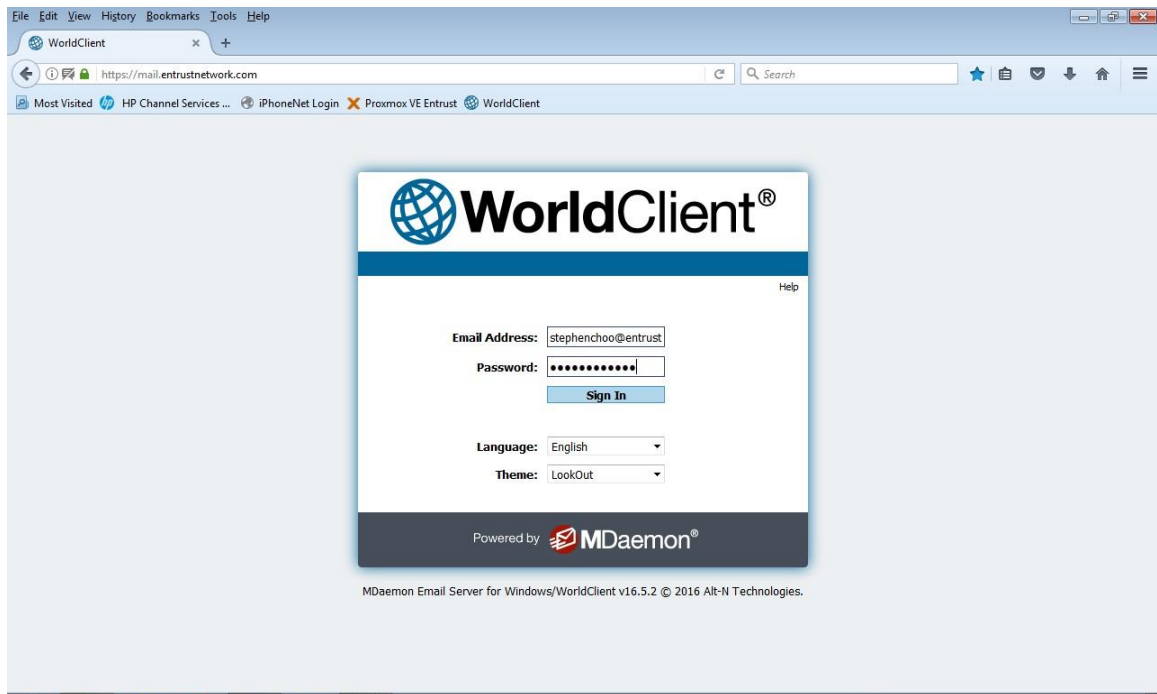 File Edit View History Bookmarks Tools Help
WorldClient
https://mail.entrustnetwork.com
Search
Most Visited HP Channel Services ... iPhoneNet Login Proxmox VE Entrust WorldClient
WorldClient®
Help
Email Address: stephenchoo@entrust
Password: ●●●●●●●●●●●●
Sign In
Language: English
Theme: LookOut
Powered by MDaemon®
MDaemon Email Server for Windows/WorldClient v16.5.2 © 2016 Alt-N Technologies.